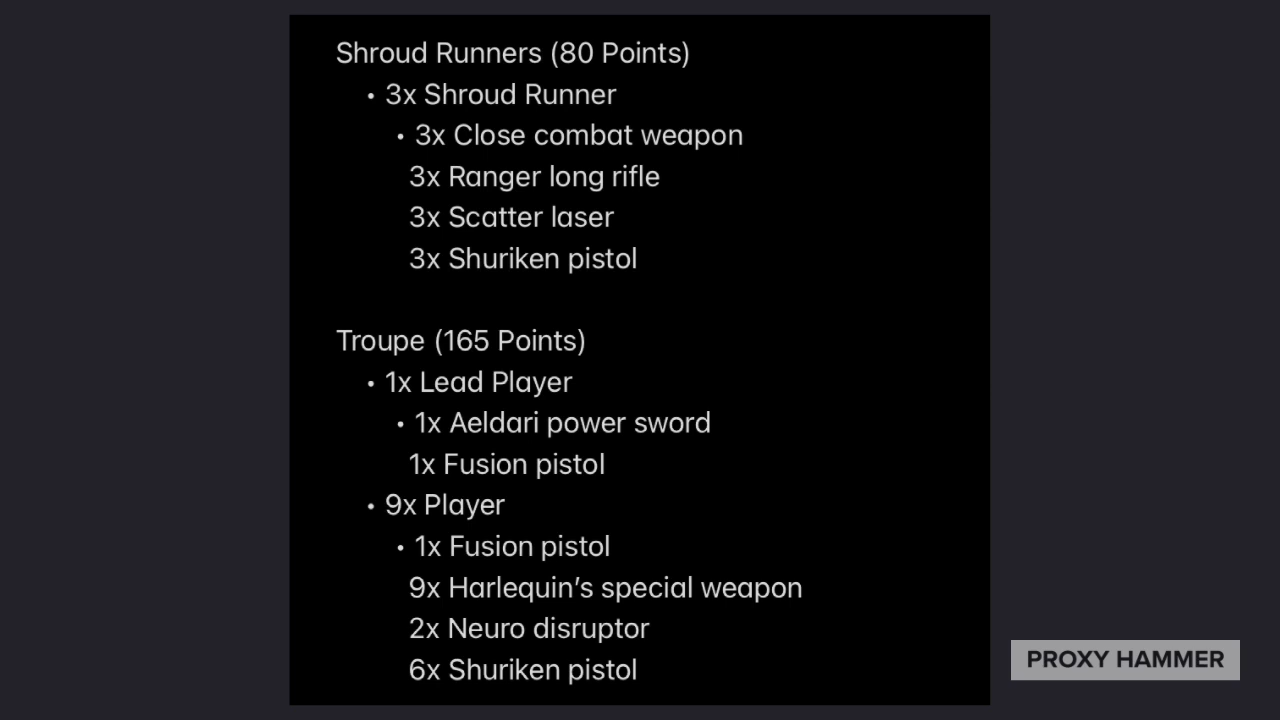 Shroud Runners (80 Points)
• 3x Shroud Runner
• 3x Close combat weapon
3x Ranger long rifle
3x Scatter laser
3x Shuriken pistol
Troupe (165 Points)
• 1x Lead Player
• 1x Aeldari power sword
1x Fusion pistol
• 9x Player
• 1x Fusion pistol
9x Harlequin's special weapon
2x Neuro disruptor
6x Shuriken pistol
PROXY HAMMER